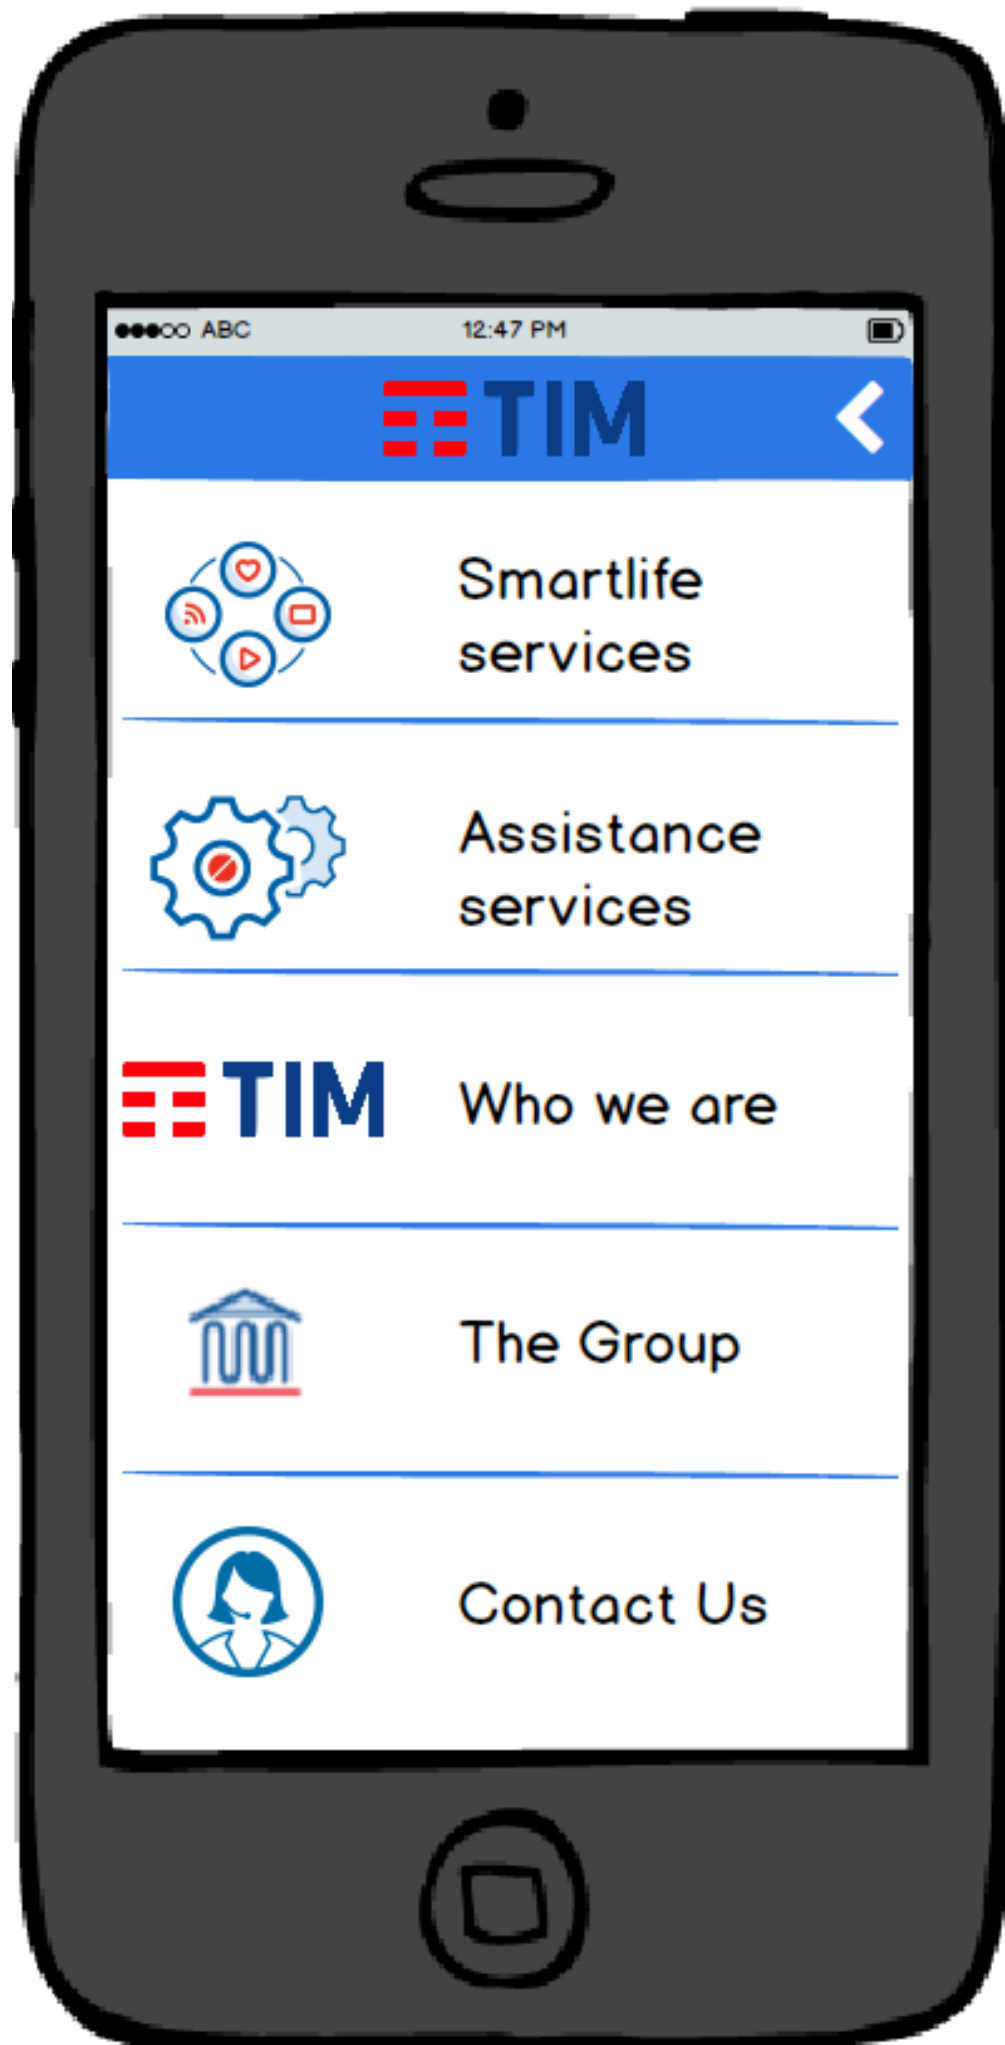 ABC 12:47 PM
TIM
Smartlife
services
Assistance
services
TIM Who we are
The Group
Contact Us